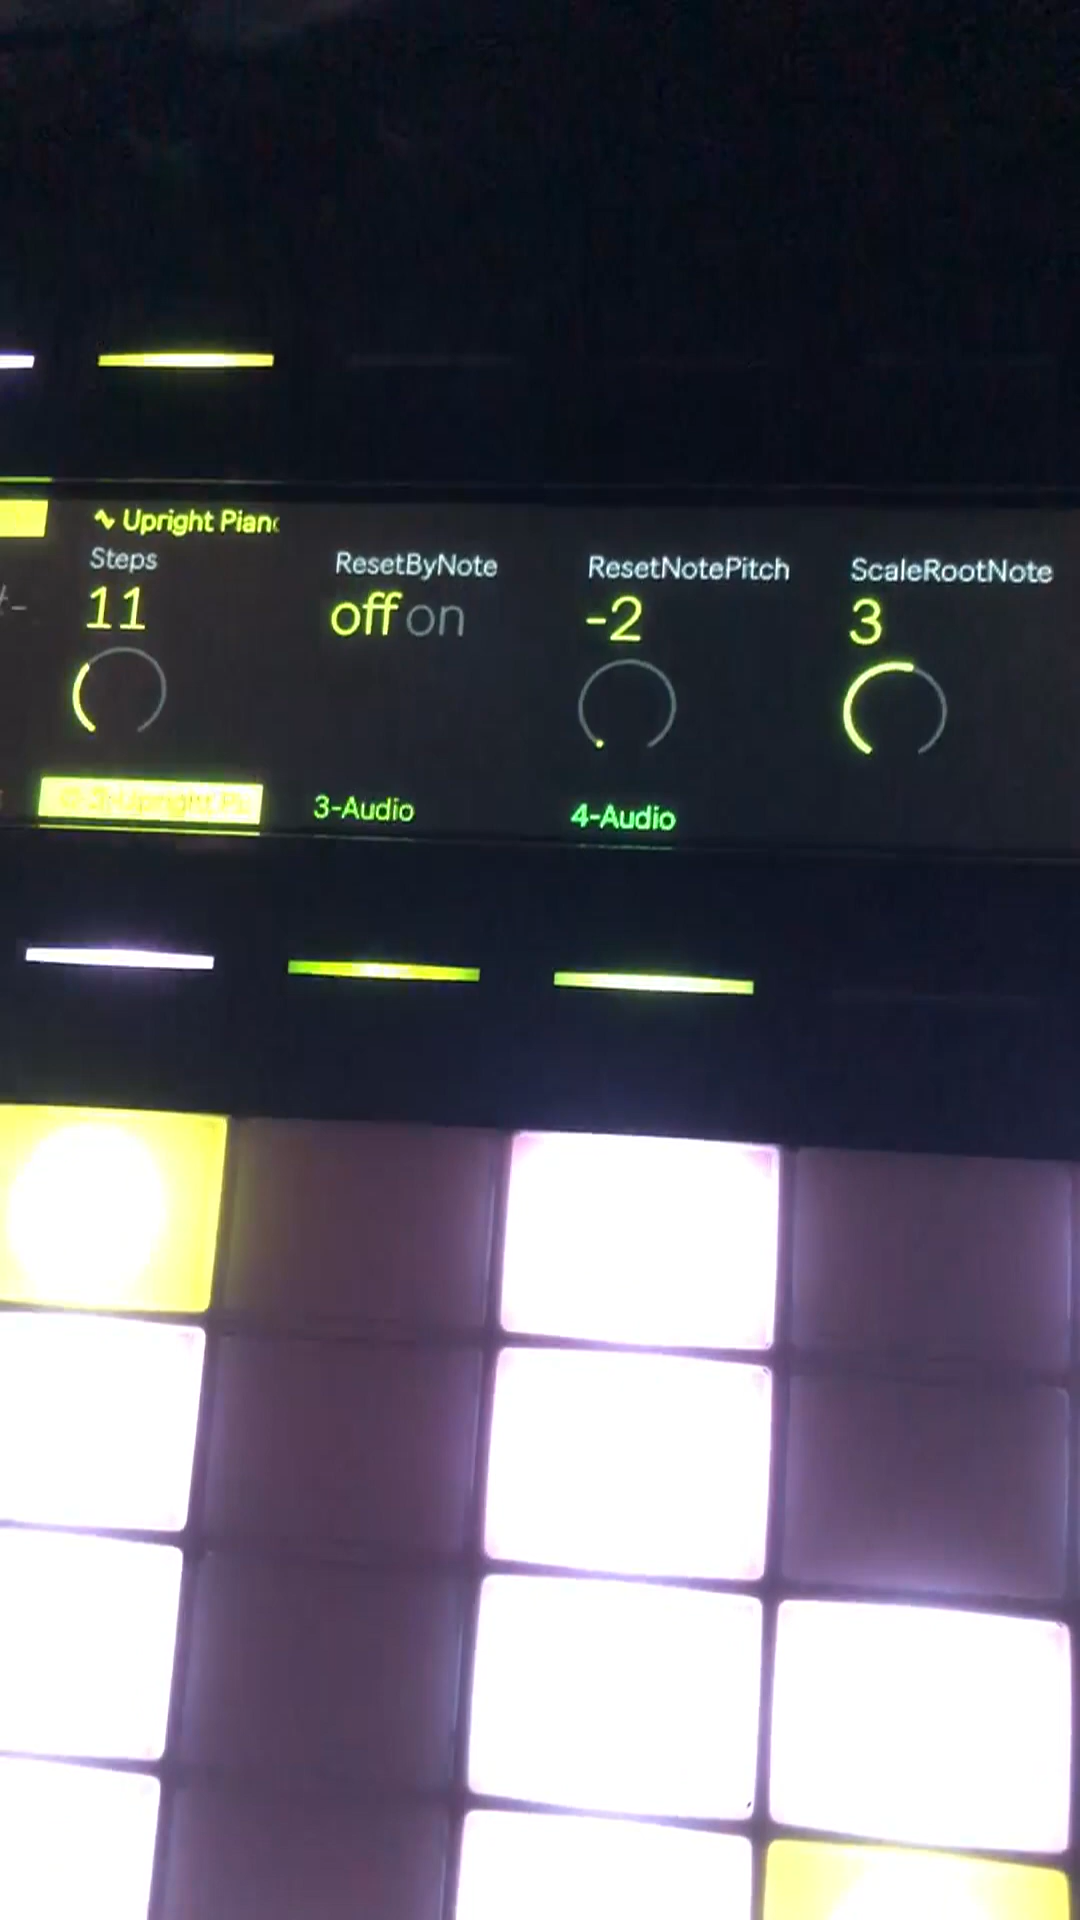 Upright Pian
Steps
11
ResetByNote
off on
ResetNotePitch
-2
ScaleRootNote
3
3-Audio
4-Audio